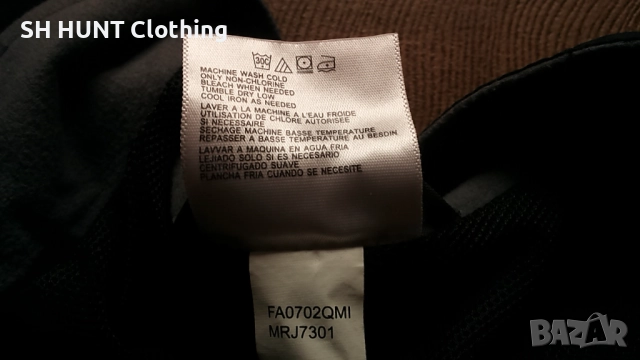 SH HUNT Clothing
30C
MACHINE WASH COLD
ONLY NON-CHLORINE
BLEACH WHEN NEEDED
TUMBLE DRY LOW
COOL IRON AS NEEDED
LAVER A LA MACHINE A L'EAU FROIDE
UTILISATION DE CHLORE AUTORISEE
SI NECESSAIRE
SECHAGE MACHINE BASSE TEMPERATURE
REPASSER A BASSE TEMPERATURE AU BESOIN
LAVVAR A MAQUINA EN AGUA FRIA
LEJIADO SOLO SI ES NECESARIO
CENTRIFUGADO SUAVE
PLANCHA FRIA CUANDO SE NECESITE
FA0702QMI
MRJ7301
BAZAR
bg